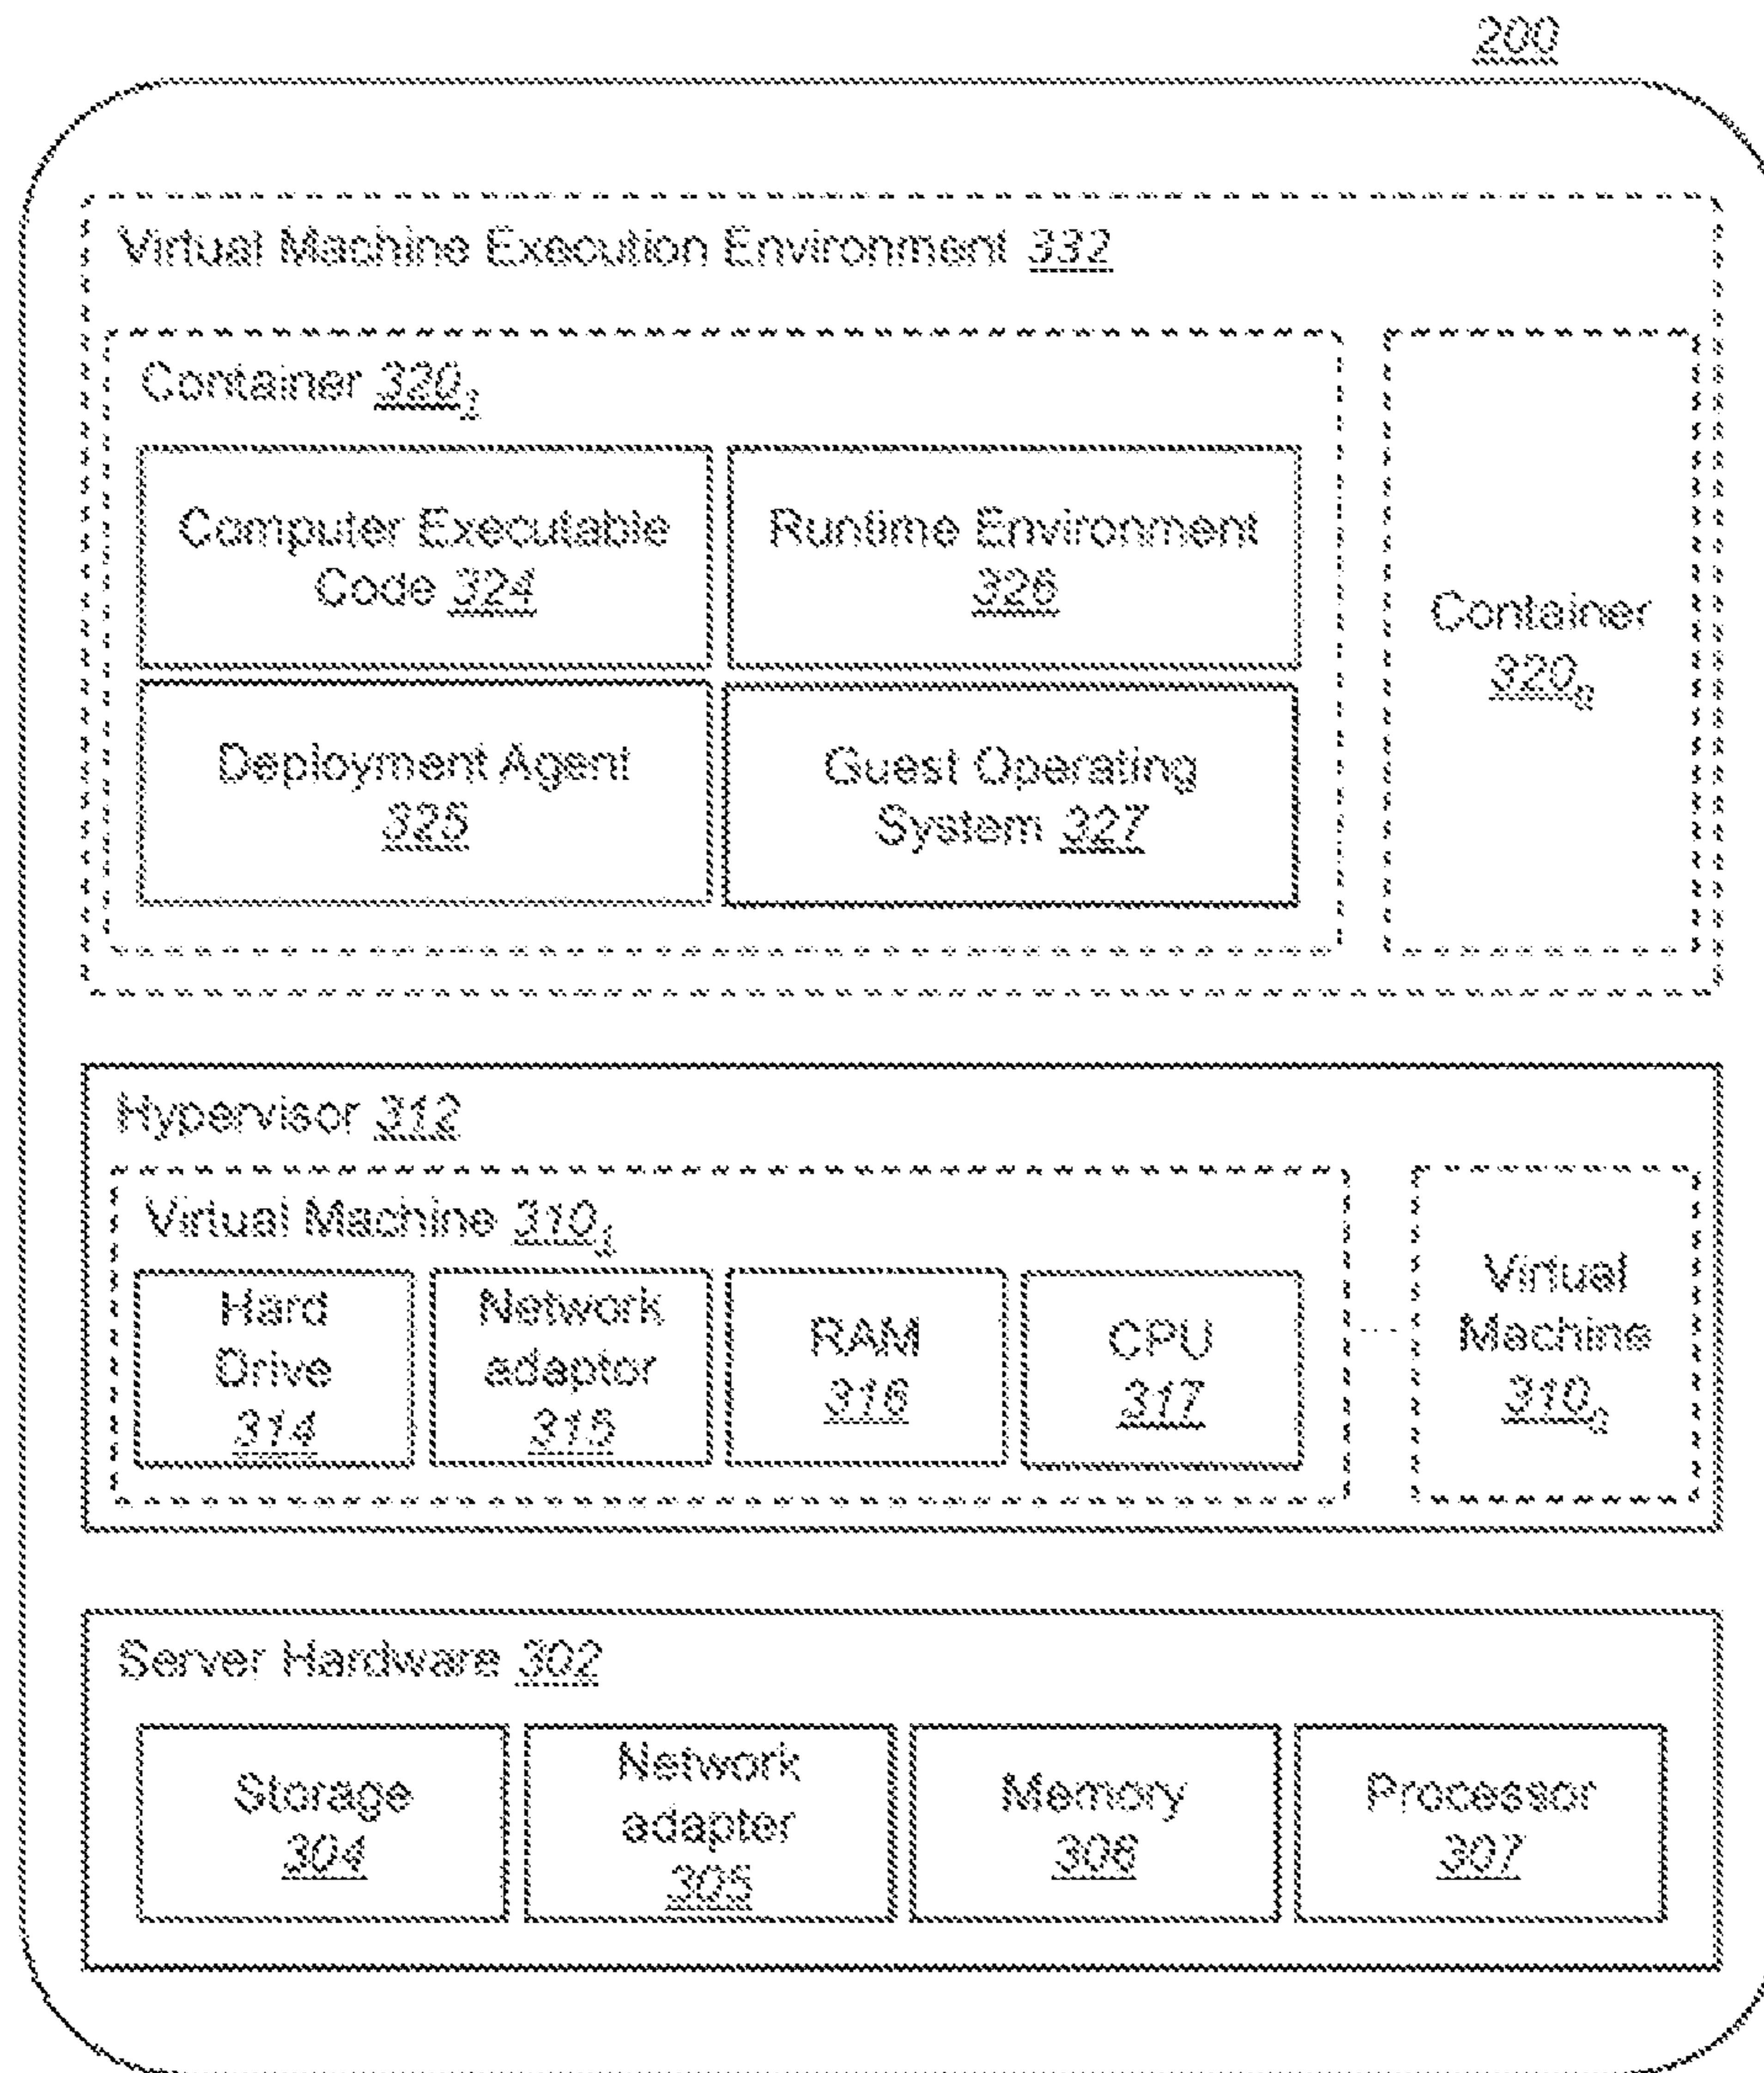 200
Virtual Machine Execution Environment 332
Container 320₁
Computer Executable
Code 324
Runtime Environment
326
Deployment Agent
325
Guest Operating
System 327
Container
320
Hypervisor 312
Virtual Machine 310₁
Hard
Drive
314
Network
adaptor
315
RAM
316
CPU
317
...
Virtual
Machine
310
Server Hardware 302
Storage
304
Network
adapter
305
Memory
306
Processor
307